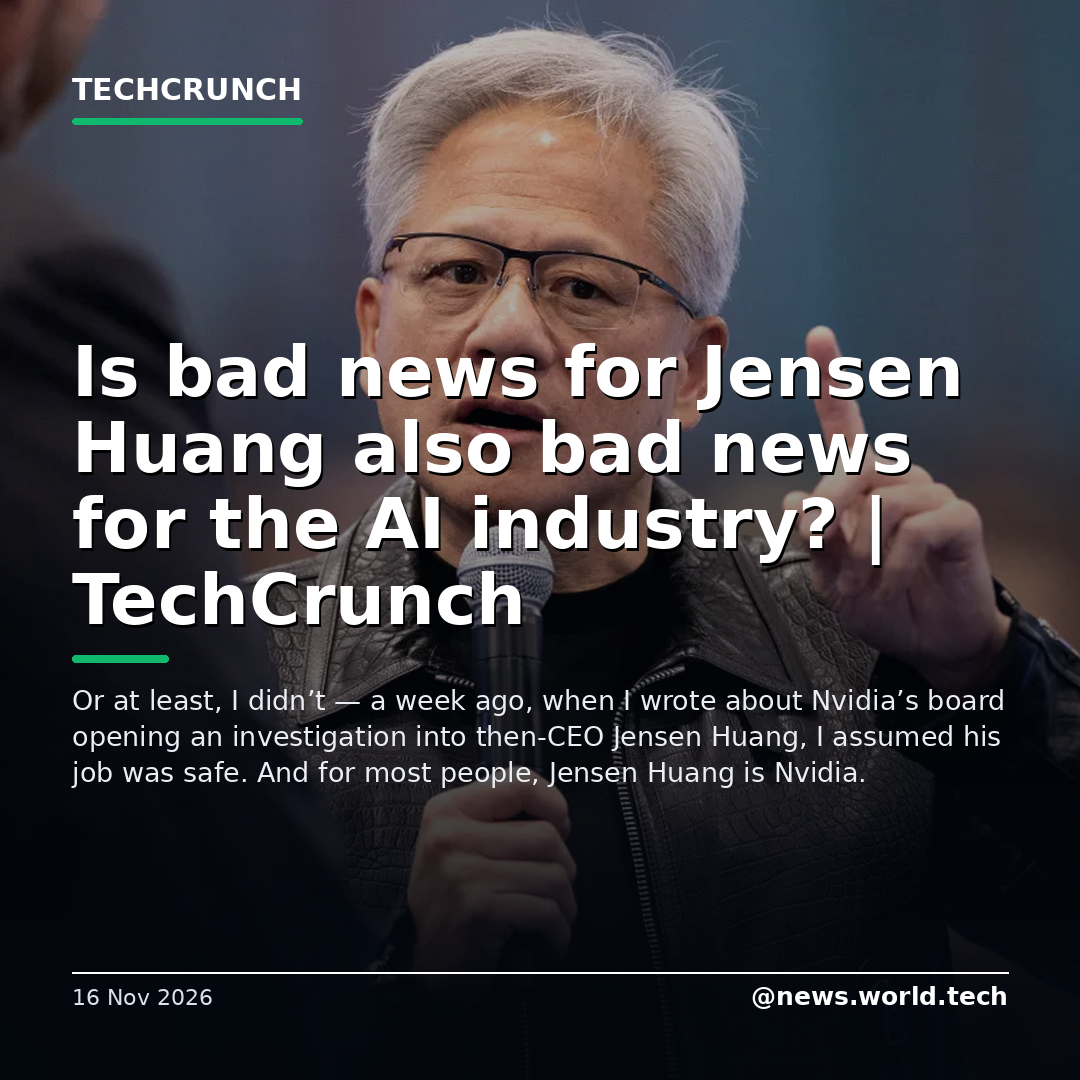 TECHCRUNCH
Is bad news for Jensen
Huang also bad news
for the AI industry? |
TechCrunch
Or at least, I didn’t — a week ago, when I wrote about Nvidia’s board
opening an investigation into then-CEO Jensen Huang, I assumed his
job was safe. And for most people, Jensen Huang is Nvidia.
16 Nov 2026
@news.world.tech